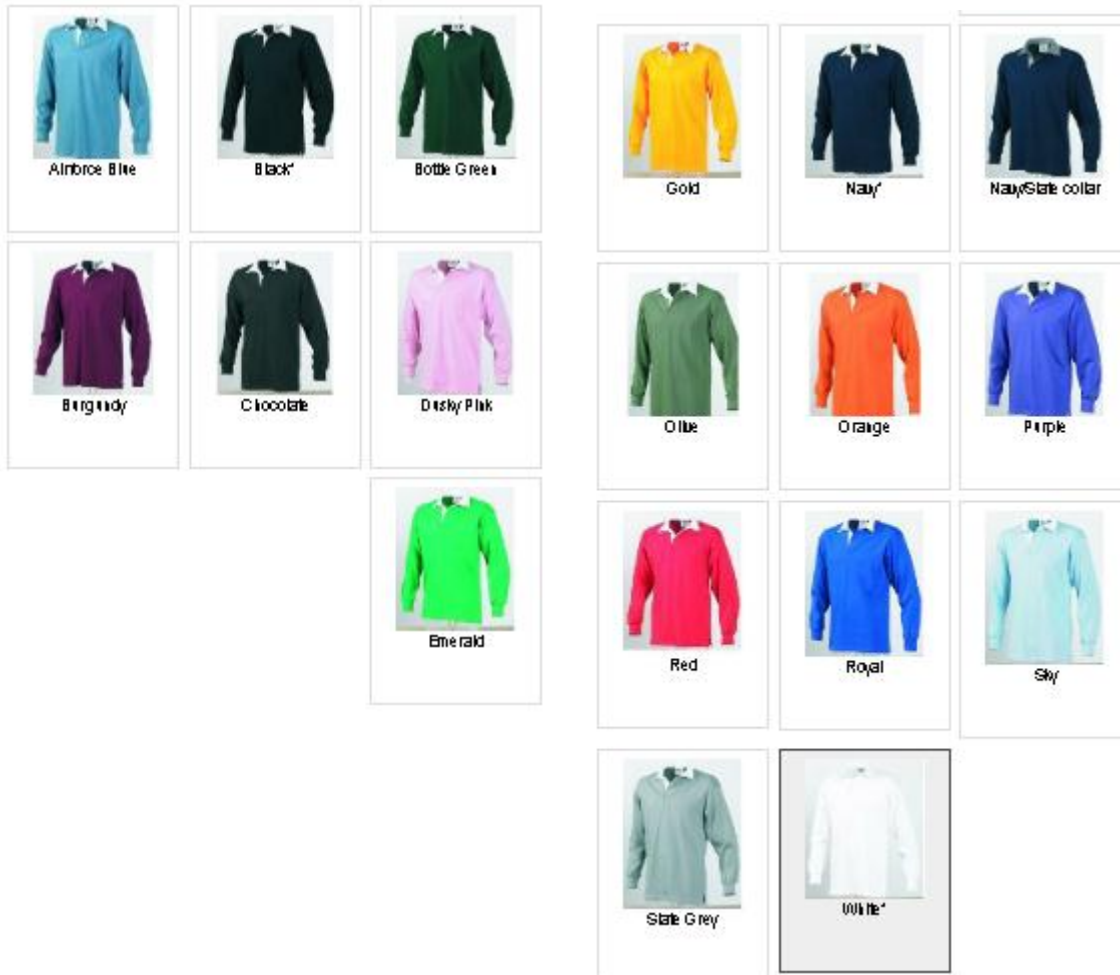 Airforce Blue
Black*
Bottle Green
Burgundy
Chocolate
Dusky Pink
Emerald
Gold
Navy*
Navy/Slate collar
Olive
Orange
Purple
Red
Royal
Sky
Slate Grey
White*